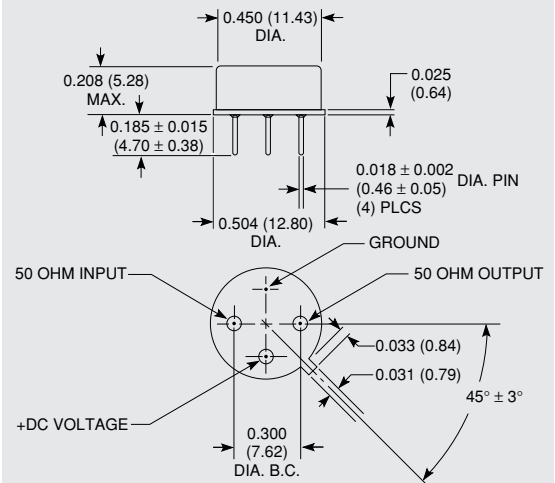 0.450 (11.43)
DIA.
0.208 (5.28)
MAX.
0.025
(0.64)
0.185 ± 0.015
(4.70 ± 0.38)
0.018 ± 0.002
(0.46 ± 0.05)
(4) PLCS
DIA. PIN
0.504 (12.80)
DIA.
GROUND
50 OHM INPUT
50 OHM OUTPUT
0.033 (0.84)
0.031 (0.79)
45° ± 3°
+DC VOLTAGE
0.300
(7.62)
DIA. B.C.